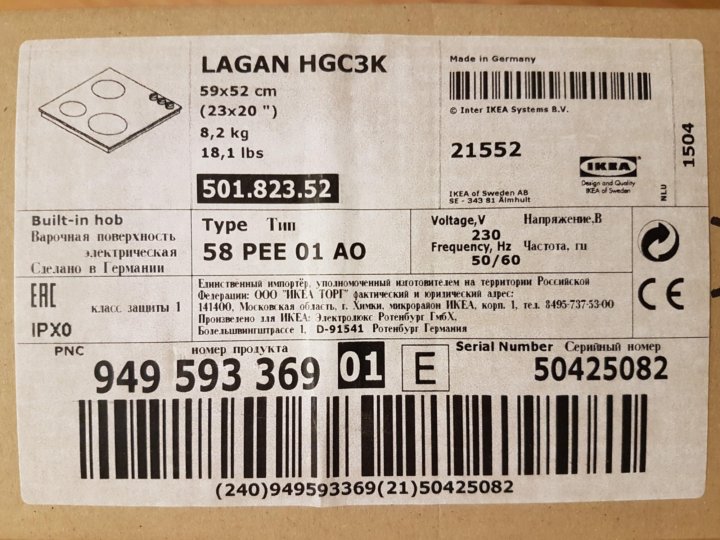 LAGAN HGC3K
59x52 cm
(23x20 ")
8,2 kg
18,1 lbs
501.823.52
Made in Germany
© Inter IKEA Systems B.V.
21552
IKEA
Design and Quality
IKEA of Sweden
IKEA of Sweden AB
SE - 343 81 Älmhult
NLU
1504
Built-in hob
Варочная поверхность
электрическая
Сделано в Германии
Type Тип
58 PEE 01 AO
Voltage,V Напряжение,В
230
Frequency, Hz Частота, гц
50/60
EAC
класс защиты 1
IPX0
Единственный импортёр, уполномоченный изготовителем на территории Российской
Федерации: ООО "ИКЕА ТОРГ" фактический и юридический адрес:
141400, Московская область, г. Химки, микрорайон ИКЕА, корп. 1, тел. 8495-737-53-00
Произведено для ИКЕА: Электролюкс Ротенбург ГмбХ.
Бодельшвингштрассе 1, D-91541 Ротенбург Германия
CE
PNC номер продукта
949 593 369 01 E
Serial Number Серийный номер
50425082
(240)949593369(21)50425082